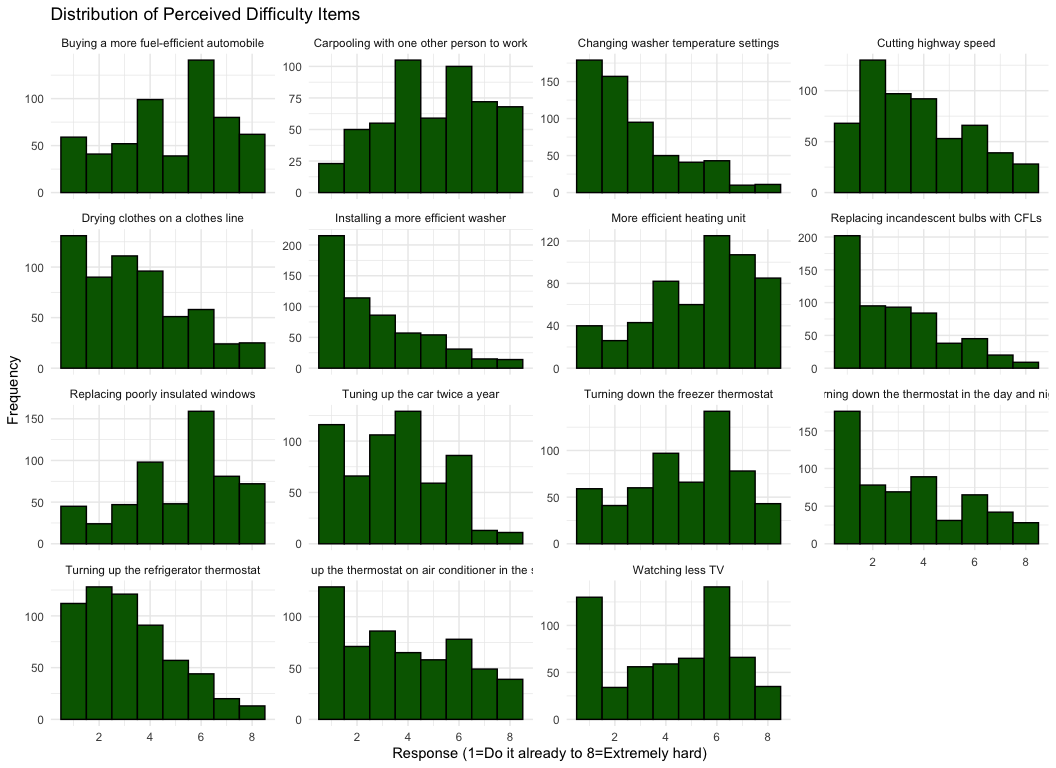 Distribution of Perceived Difficulty Items
Buying a more fuel-efficient automobile
Carpooling with one other person to work
Changing washer temperature settings
Cutting highway speed
100
50
0
100
75
50
25
0
150
100
50
0
100
50
0
Drying clothes on a clothes line
Installing a more efficient washer
More efficient heating unit
Replacing incandescent bulbs with CFLs
100
50
0
200
150
100
50
0
120
80
40
0
200
150
100
50
0
Replacing poorly insulated windows
Tuning up the car twice a year
Turning down the freezer thermostat
down the thermostat in the day and
150
100
50
0
100
50
0
100
50
0
150
100
50
0
2 4 6 8
Turning up the refrigerator thermostat
up the thermostat on air conditioner in the
Watching less TV
100
50
0
100
50
0
100
50
0
2 4 6 8
2 4 6 8
2 4 6 8
Frequency
Response (1=Do it already to 8=Extremely hard)